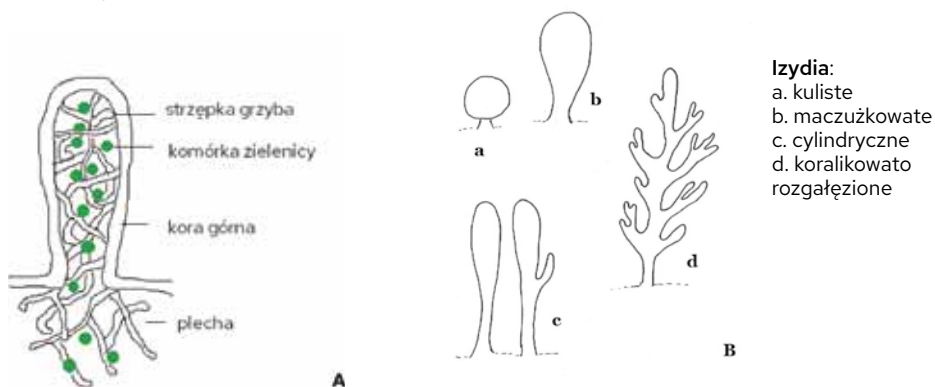 strzępka grzyba
komórka zielenicy
kora górna
plecha
A
a
b
c
d
B
Izydia:
a. kuliste
b. maczużkowate
c. cylindryczne
d. koralikowato
rozgałęzione